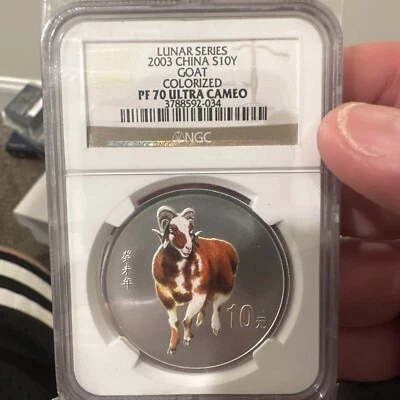 LUNAR SERIES
2003 CHINA S10Y
GOAT
COLORIZED
PF 70 ULTRA CAMEO
3788592-034
NGC
癸未年
10元